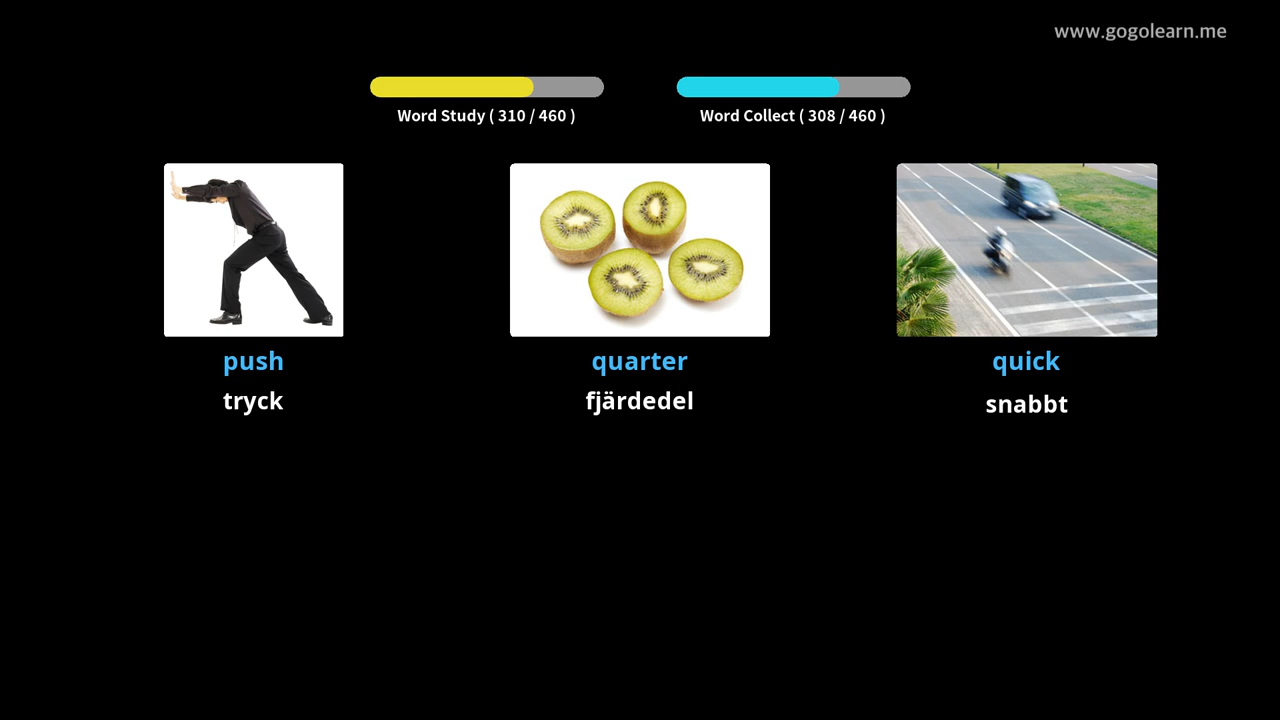 www.gogolearn.me
Word Study ( 310 / 460 )
Word Collect ( 308 / 460 )
push
quarter
quick
tryck
fjärdedel
snabbt